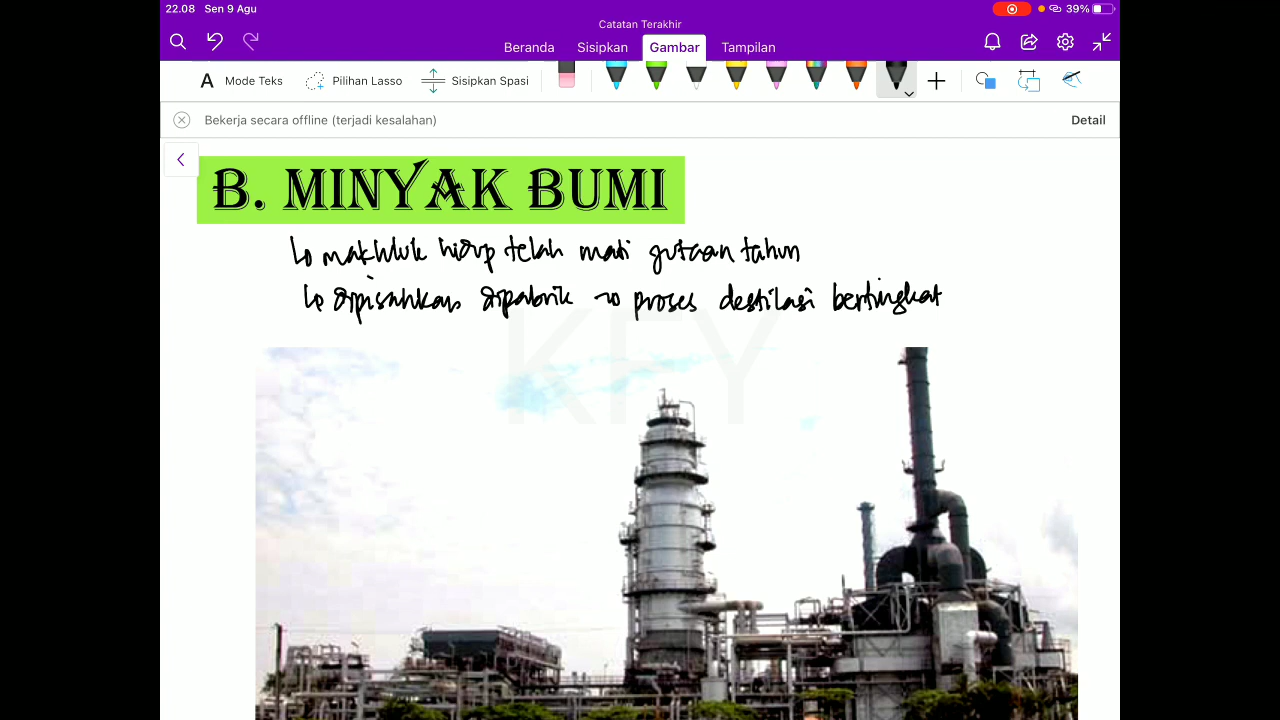 22.08 Sen 9 Agu 39%
Catatan Terakhir
Beranda Sisipkan Gambar Tampilan
A Mode Teks Pilihan Lasso Sisipkan Spasi
Bekerja secara offline (terjadi kesalahan) Detail
B. MINYAK BUMI
makhluk hidup telah mati jutaan tahun
dipisahkan dipabrik → proses destilasi bertingkat
KFY